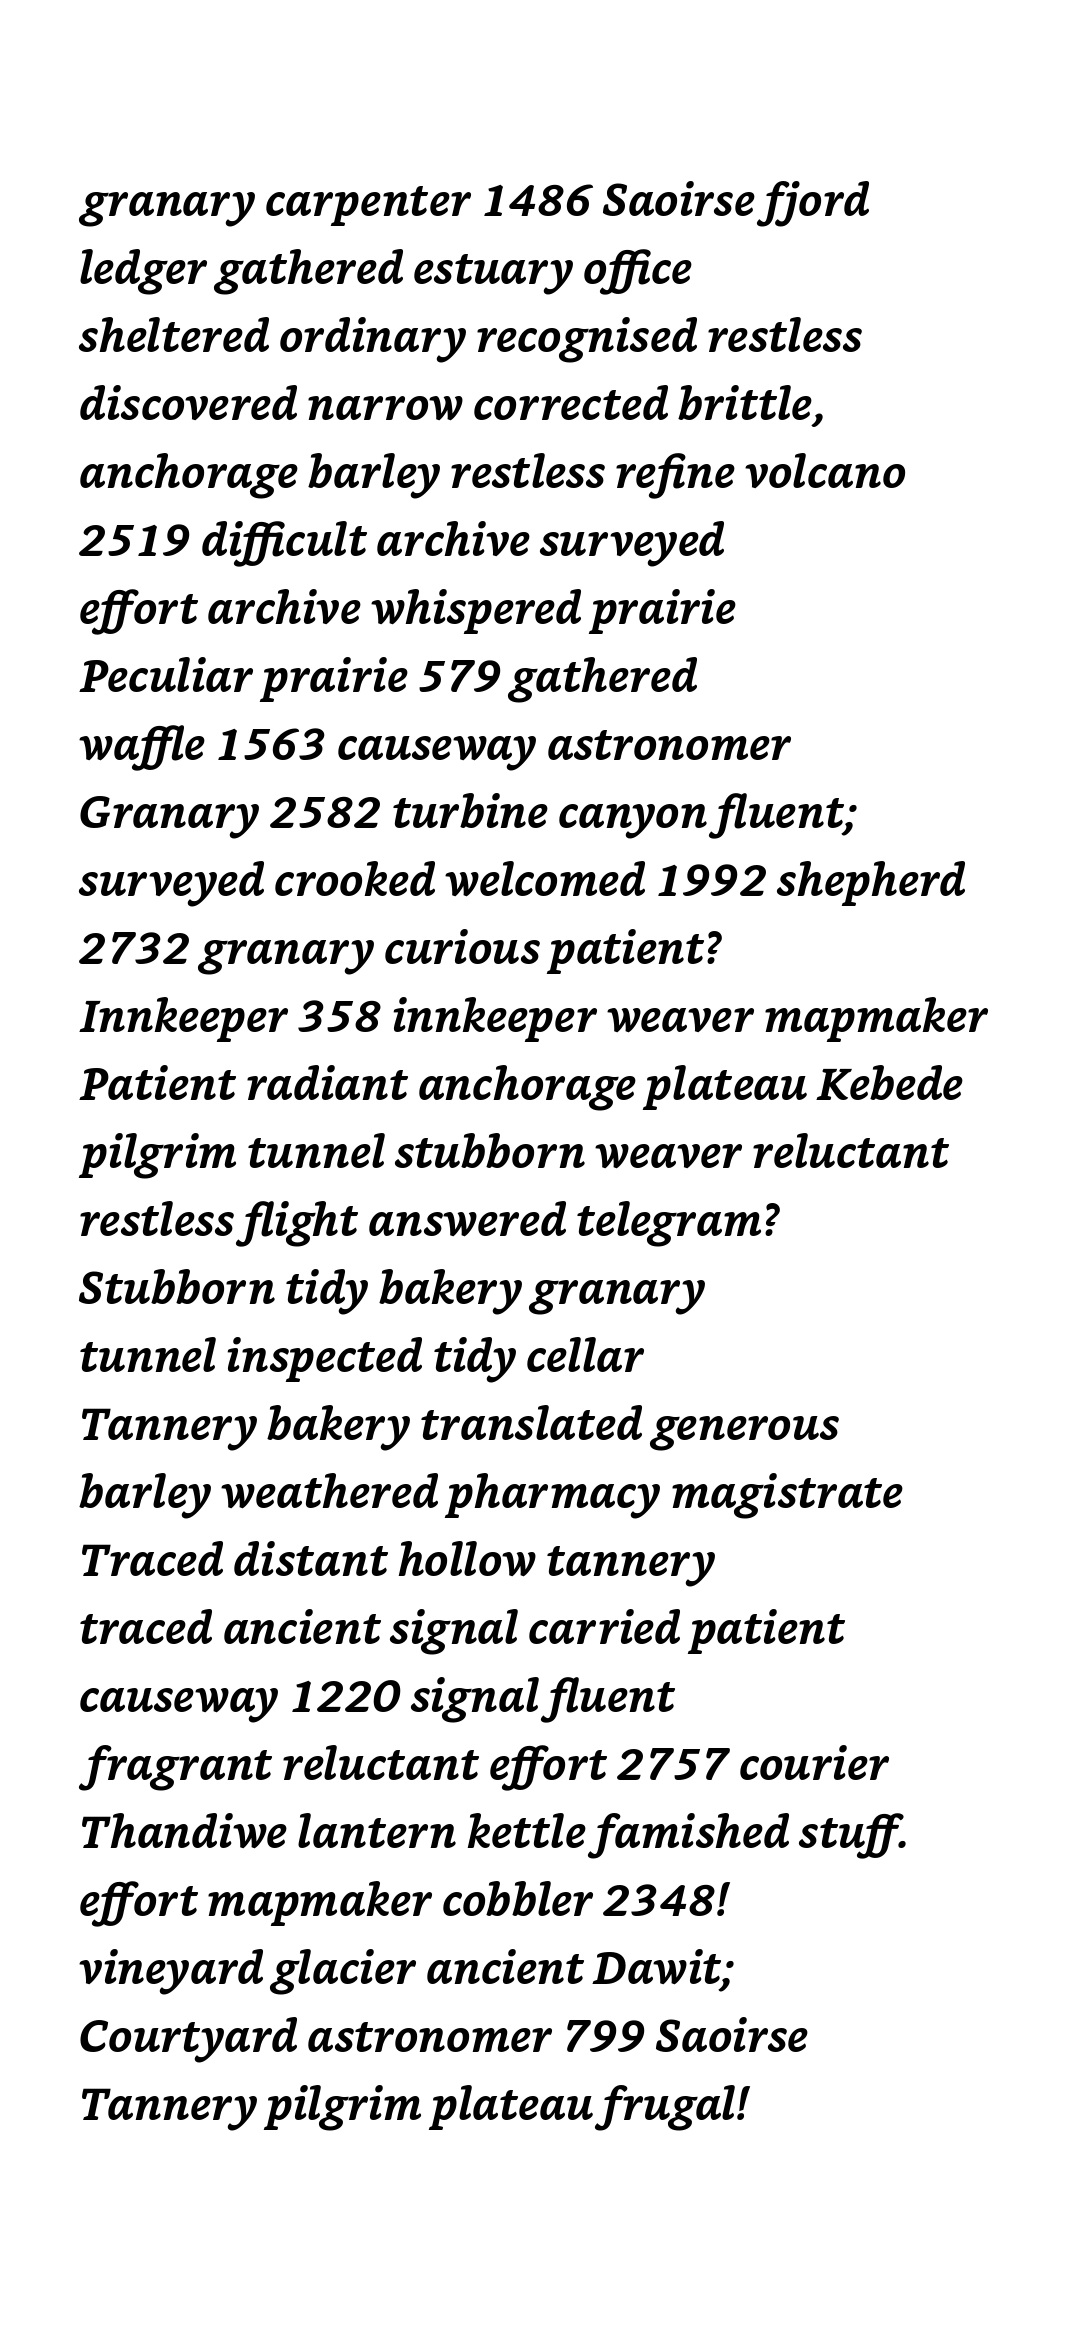 granary carpenter 1486 Saoirse fjord
ledger gathered estuary office
sheltered ordinary recognised restless
discovered narrow corrected brittle,
anchorage barley restless refine volcano
2519 difficult archive surveyed
effort archive whispered prairie
Peculiar prairie 579 gathered
waffle 1563 causeway astronomer
Granary 2582 turbine canyon fluent;
surveyed crooked welcomed 1992 shepherd
2732 granary curious patient?
Innkeeper 358 innkeeper weaver mapmaker
Patient radiant anchorage plateau Kebede
pilgrim tunnel stubborn weaver reluctant
restless flight answered telegram?
Stubborn tidy bakery granary
tunnel inspected tidy cellar
Tannery bakery translated generous
barley weathered pharmacy magistrate
Traced distant hollow tannery
traced ancient signal carried patient
causeway 1220 signal fluent
fragrant reluctant effort 2757 courier
Thandiwe lantern kettle famished stuff.
effort mapmaker cobbler 2348!
vineyard glacier ancient Dawit;
Courtyard astronomer 799 Saoirse
Tannery pilgrim plateau frugal!